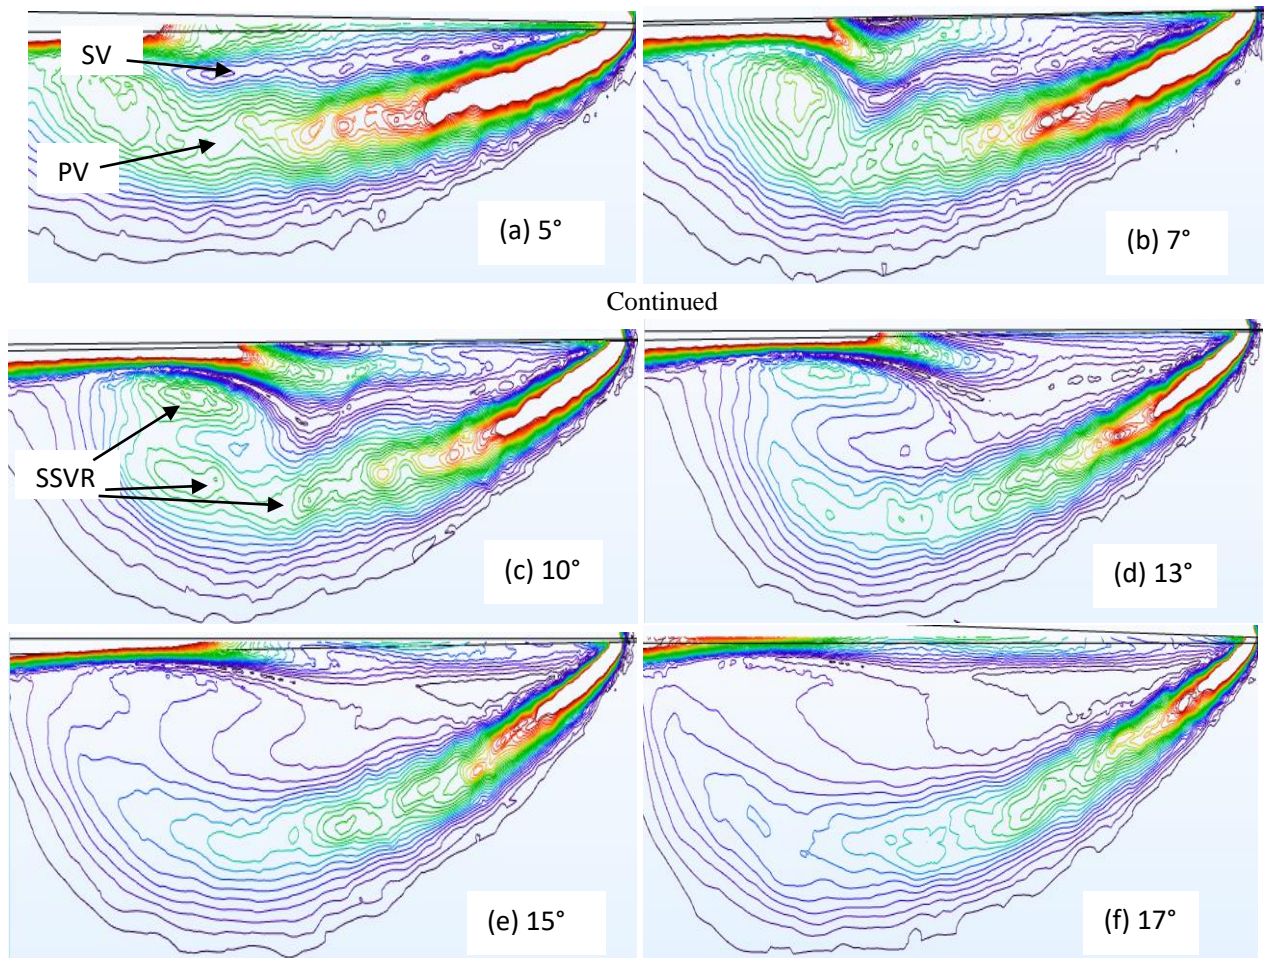 SV
PV
(a) 5°
(b) 7°
Continued
SSVR
(c) 10°
(d) 13°
(e) 15°
(f) 17°